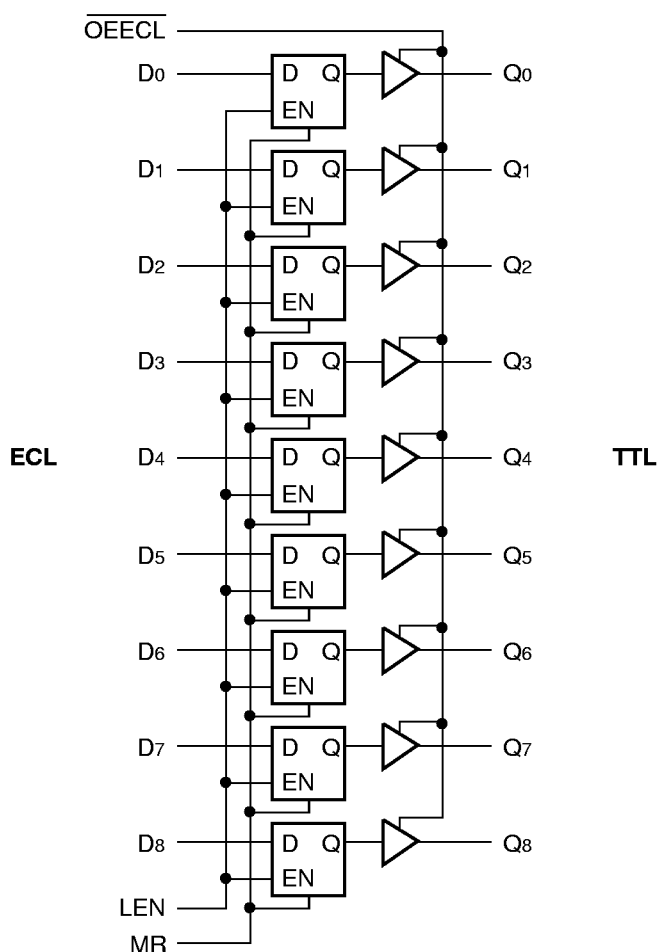 OEECL
D0 D Q Q0
EN
D1 D Q Q1
EN
D2 D Q Q2
EN
D3 D Q Q3
EN
ECL D4 D Q Q4 TTL
EN
D5 D Q Q5
EN
D6 D Q Q6
EN
D7 D Q Q7
EN
D8 D Q Q8
EN
LEN
MR